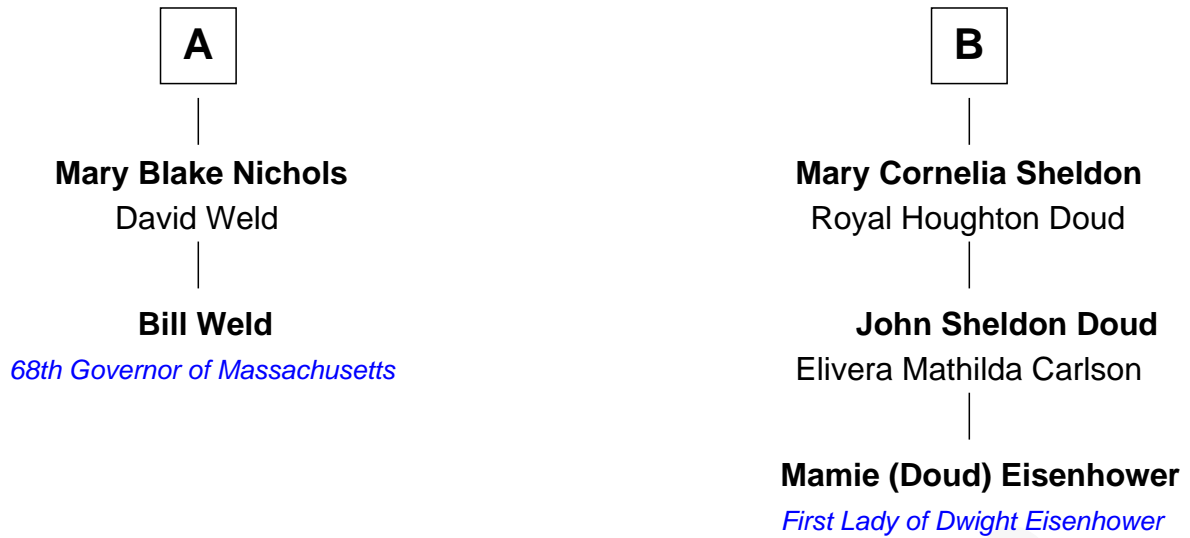 A
Mary Blake Nichols
David Weld
Bill Weld
68th Governor of Massachusetts
B
Mary Cornelia Sheldon
Royal Houghton Doud
John Sheldon Doud
Elivera Mathilda Carlson
Mamie (Doud) Eisenhower
First Lady of Dwight Eisenhower